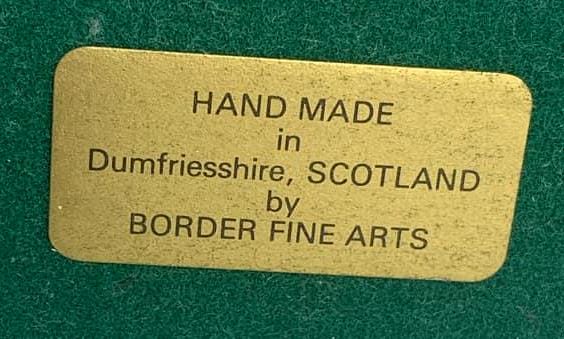 HAND MADE
in
Dumfriesshire, SCOTLAND
by
BORDER FINE ARTS